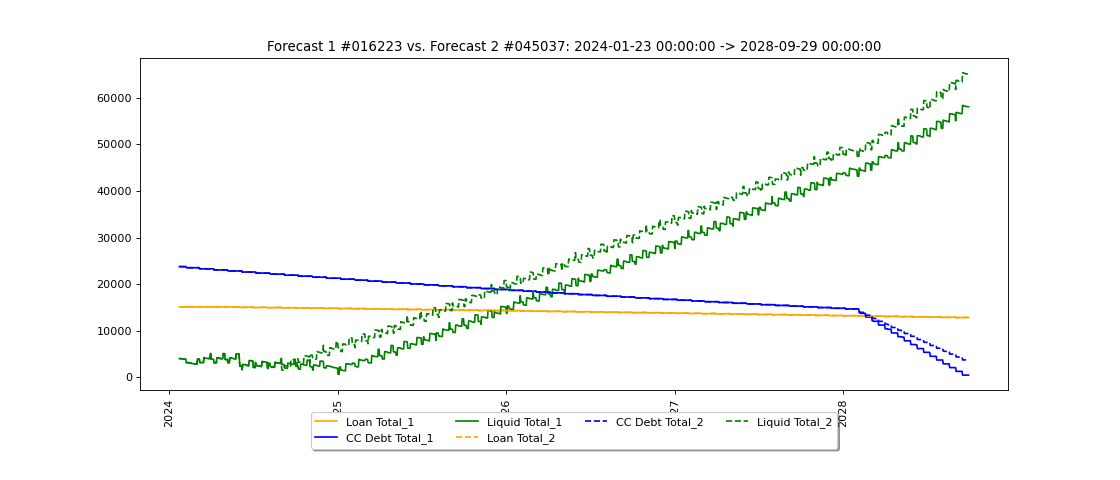 Forecast 1 #016223 vs. Forecast 2 #045037: 2024-01-23 00:00:00 -> 2028-09-29 00:00:00
60000
50000
40000
30000
20000
10000
0
2024
25
26
27
2028
Loan Total_1
Liquid Total_1
CC Debt Total_2
Liquid Total_2
CC Debt Total_1
Loan Total_2